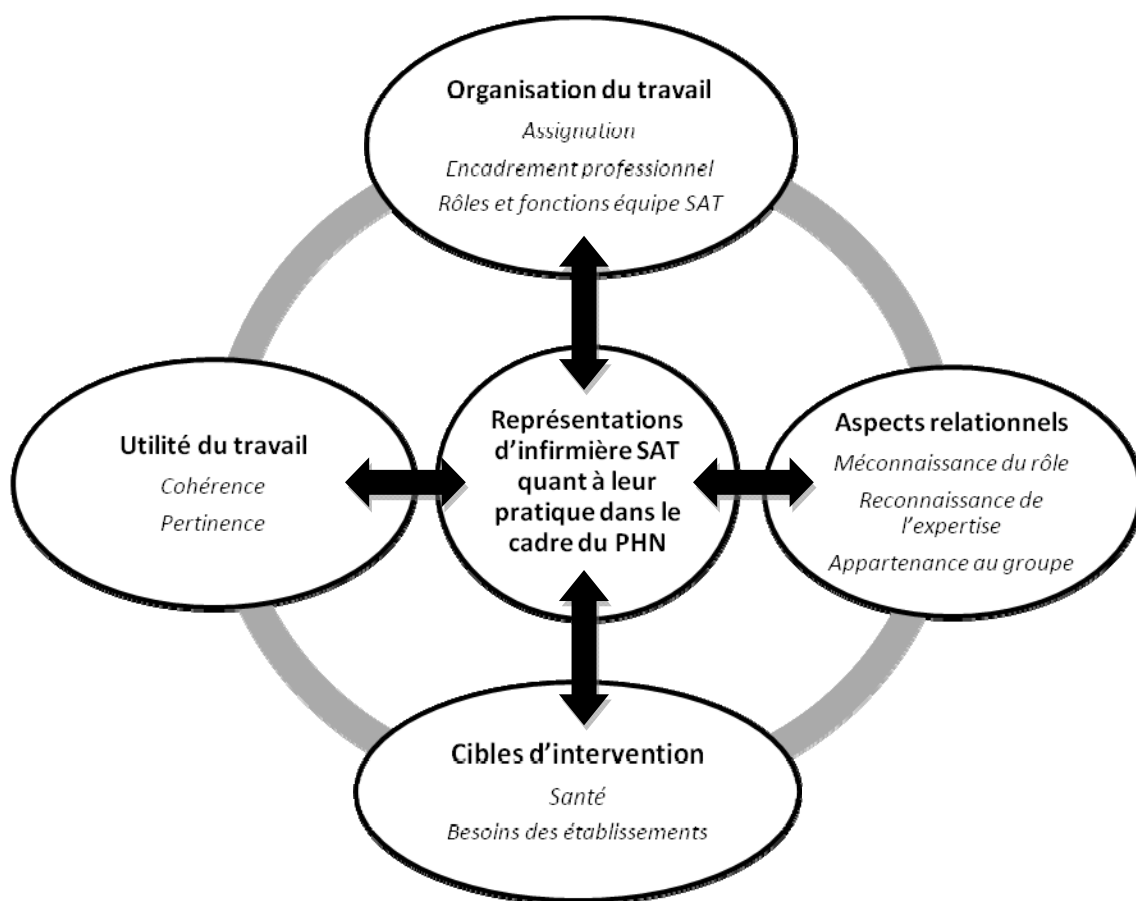 Organisation du travail
Assignation
Encadrement professionnel
Rôles et fonctions équipe SAT
Utilité du travail
Cohérence
Pertinence
Représentations
d’infirmière SAT
quant à leur
pratique dans le
cadre du PHN
Aspects relationnels
Méconnaissance du rôle
Reconnaissance de
l’expertise
Appartenance au groupe
Cibles d’intervention
Santé
Besoins des établissements